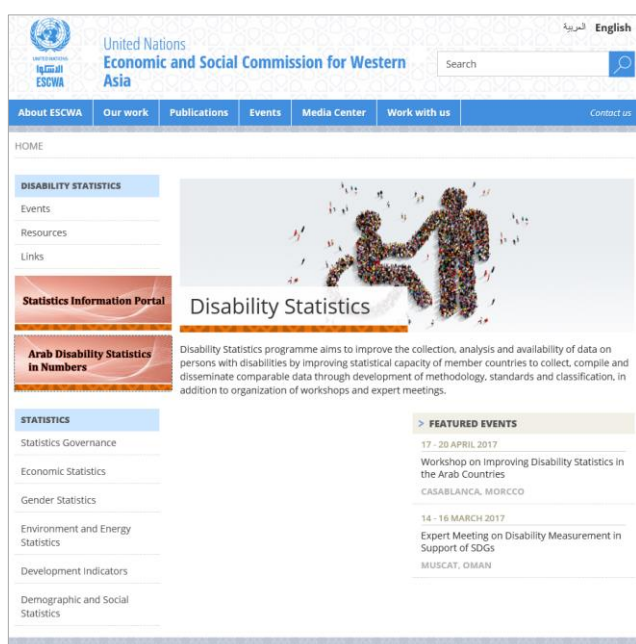 العربية English
UNITED NATIONS
الإسكوا
ESCWA
United Nations
Economic and Social Commission for Western
Asia
Search
About ESCWA Our work Publications Events Media Center Work with us Contact us
HOME
DISABILITY STATISTICS
Events
Resources
Links
Statistics Information Portal
Arab Disability Statistics
in Numbers
Disability Statistics
Disability Statistics programme aims to improve the collection, analysis and availability of data on
persons with disabilities by improving statistical capacity of member countries to collect, compile and
disseminate comparable data through development of methodology, standards and classification, in
addition to organization of workshops and expert meetings.
STATISTICS
Statistics Governance
Economic Statistics
Gender Statistics
Environment and Energy
Statistics
Development Indicators
Demographic and Social
Statistics
> FEATURED EVENTS
17 - 20 APRIL 2017
Workshop on Improving Disability Statistics in
the Arab Countries
CASABLANCA, MORCCO
14 - 16 MARCH 2017
Expert Meeting on Disability Measurement in
Support of SDGs
MUSCAT, OMAN